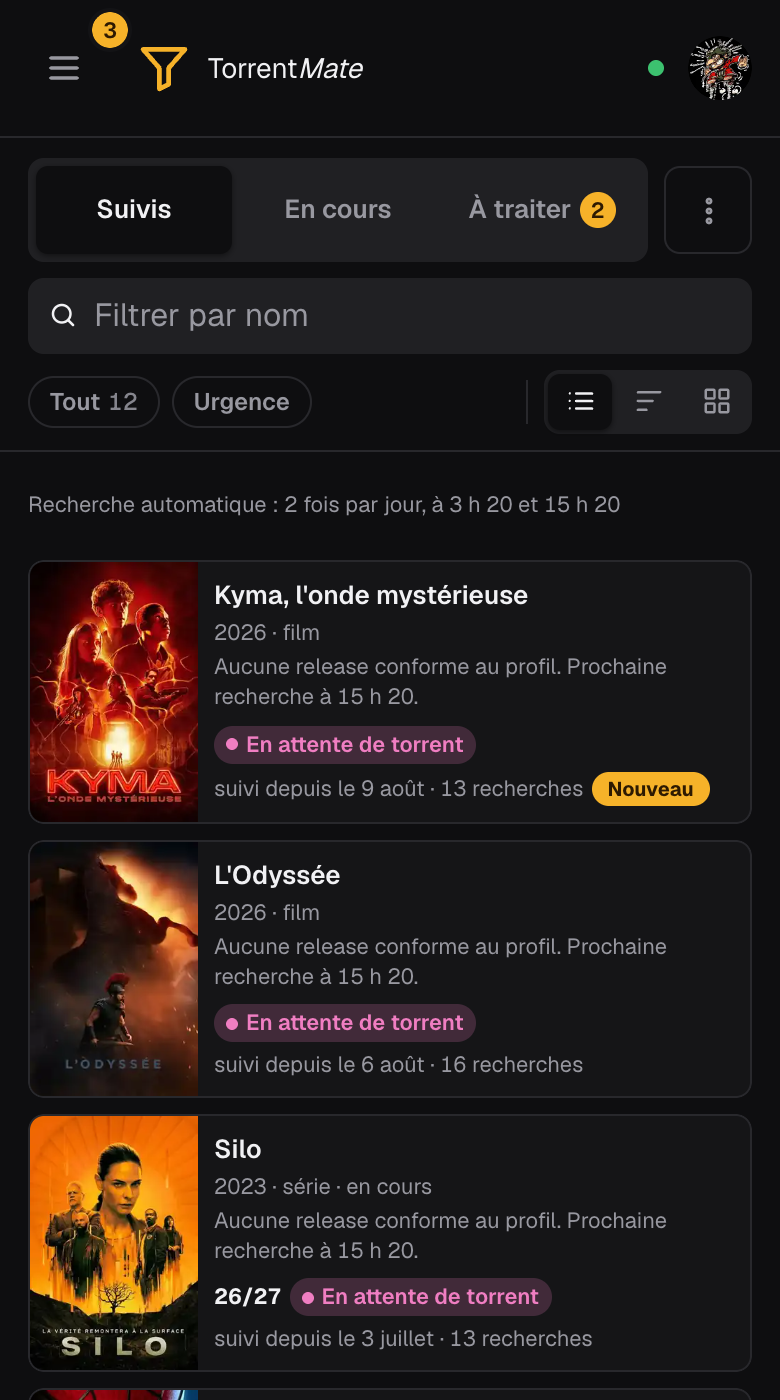 3
TorrentMate
Suivis
En cours
À traiter 2
Filtrer par nom
Tout 12
Urgence
Recherche automatique : 2 fois par jour, à 3 h 20 et 15 h 20
KYMA
L'ONDE MYSTÉRIEUSE
Kyma, l'onde mystérieuse
2026 · film
Aucune release conforme au profil. Prochaine
recherche à 15 h 20.
En attente de torrent
suivi depuis le 9 août · 13 recherches Nouveau
L'ODYSSÉE
L'Odyssée
2026 · film
Aucune release conforme au profil. Prochaine
recherche à 15 h 20.
En attente de torrent
suivi depuis le 6 août · 16 recherches
LA VÉRITÉ REMONTERA À LA SURFACE
SILO
Silo
2023 · série · en cours
Aucune release conforme au profil. Prochaine
recherche à 15 h 20.
26/27 En attente de torrent
suivi depuis le 3 juillet · 13 recherches